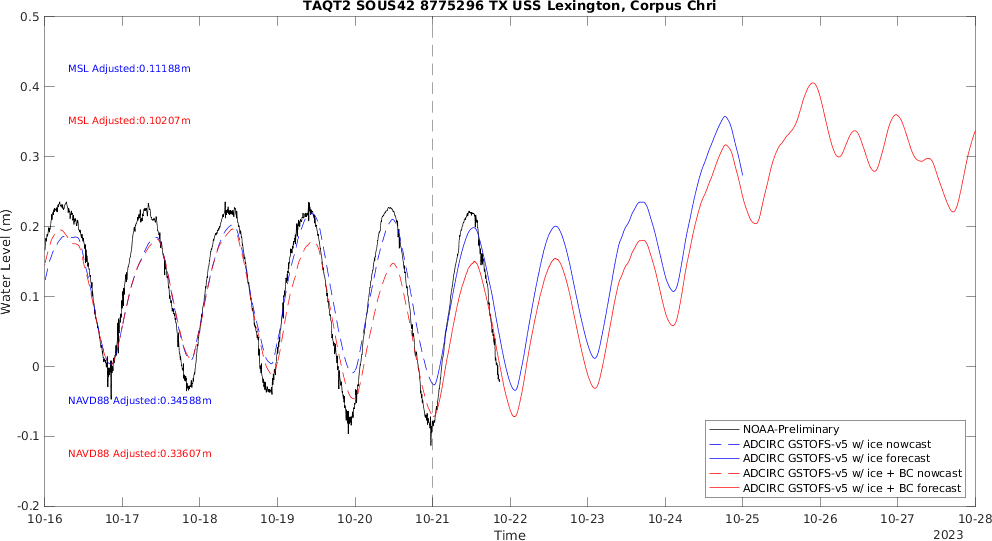 TAQT2 SOUS42 8775296 TX USS Lexington, Corpus Chri
0.5
0.4
0.3
0.2
0.1
0
-0.1
-0.2
Water Level (m)
MSL Adjusted:0.11188m
MSL Adjusted:0.10207m
NAVD88 Adjusted:0.34588m
NAVD88 Adjusted:0.33607m
NOAA-Preliminary
ADCIRC GSTOFS-v5 w/ ice nowcast
ADCIRC GSTOFS-v5 w/ ice forecast
ADCIRC GSTOFS-v5 w/ ice + BC nowcast
ADCIRC GSTOFS-v5 w/ ice + BC forecast
10-16 10-17 10-18 10-19 10-20 10-21 10-22 10-23 10-24 10-25 10-26 10-27 10-28
Time
2023